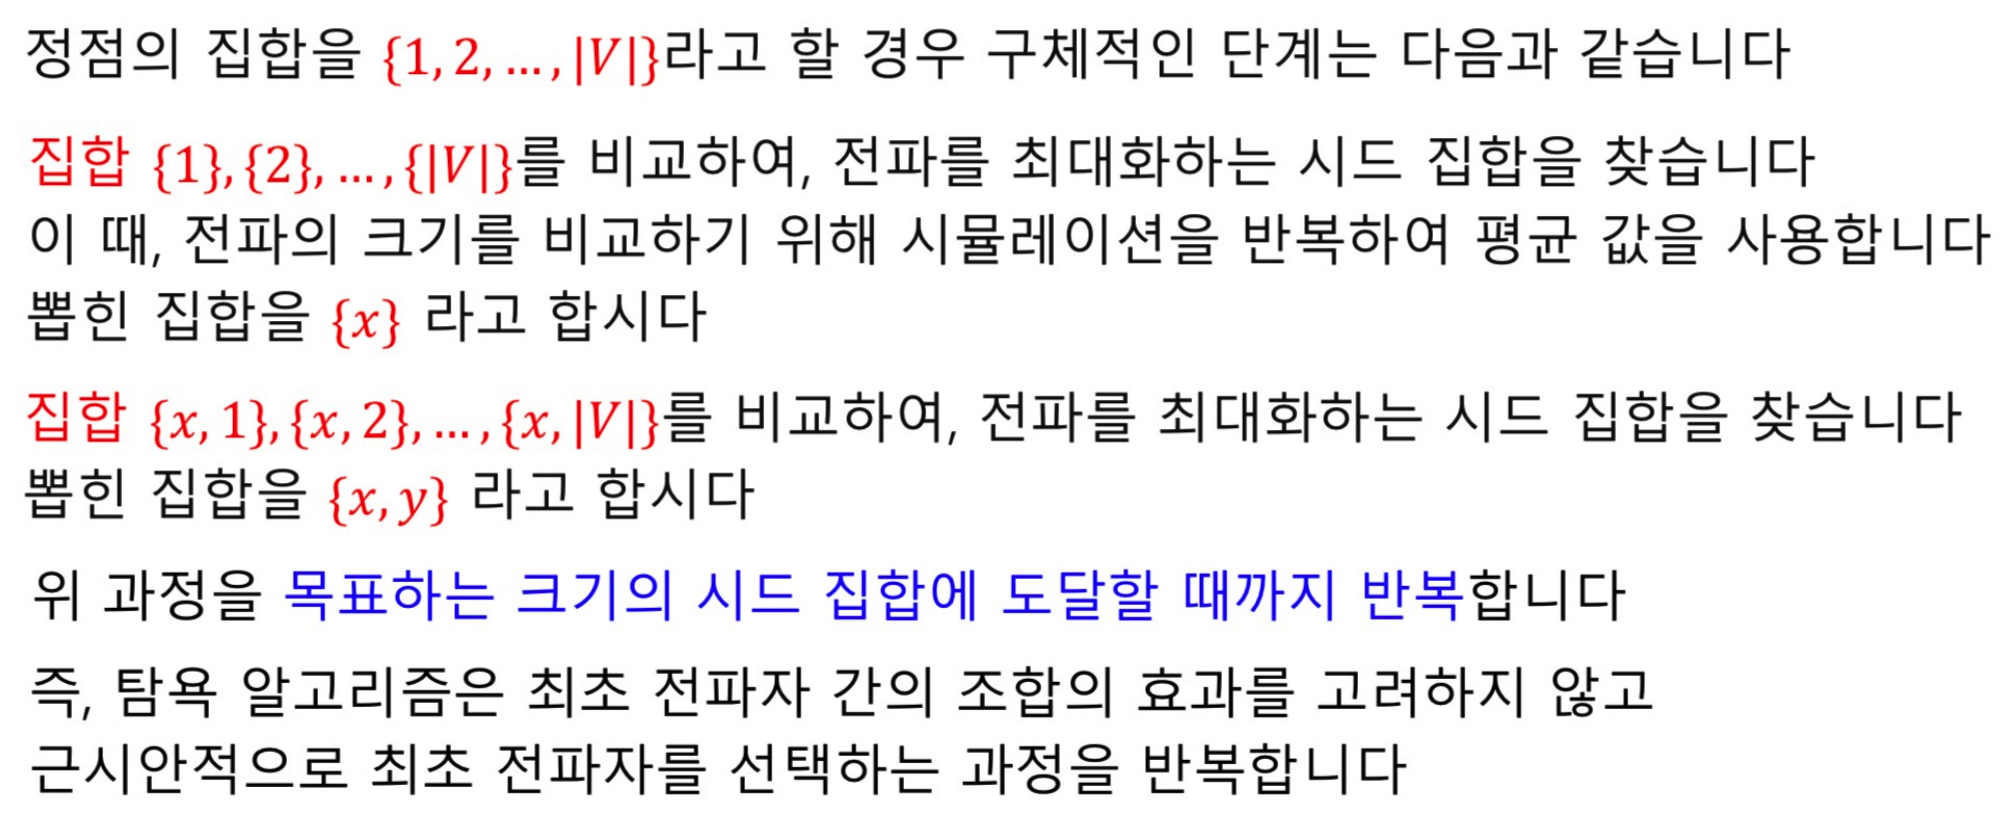 정점의 집합을 {1, 2, ... , |V|}라고 할 경우 구체적인 단계는 다음과 같습니다
집합 {1}, {2}, ... , {|V|}를 비교하여, 전파를 최대화하는 시드 집합을 찾습니다
이 때, 전파의 크기를 비교하기 위해 시뮬레이션을 반복하여 평균 값을 사용합니다
뽑힌 집합을 {x} 라고 합시다
집합 {x, 1}, {x, 2}, ... , {x, |V|}를 비교하여, 전파를 최대화하는 시드 집합을 찾습니다
뽑힌 집합을 {x, y} 라고 합시다
위 과정을 목표하는 크기의 시드 집합에 도달할 때까지 반복합니다
즉, 탐욕 알고리즘은 최초 전파자 간의 조합의 효과를 고려하지 않고
근시안적으로 최초 전파자를 선택하는 과정을 반복합니다